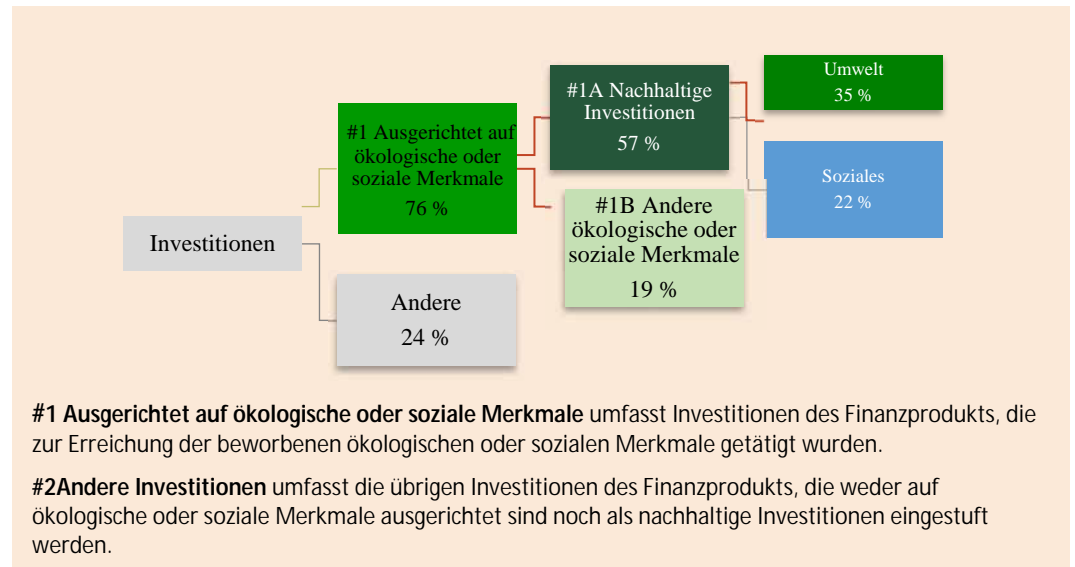 Investitionen
#1 Ausgerichtet auf
ökologische oder
soziale Merkmale
76 %
Andere
24 %
#1A Nachhaltige
Investitionen
57 %
#1B Andere
ökologische oder
soziale Merkmale
19 %
Umwelt
35 %
Soziales
22 %
#1 Ausgerichtet auf ökologische oder soziale Merkmale umfasst Investitionen des Finanzprodukts, die
zur Erreichung der beworbenen ökologischen oder sozialen Merkmale getätigt wurden.
#2Andere Investitionen umfasst die übrigen Investitionen des Finanzprodukts, die weder auf
ökologische oder soziale Merkmale ausgerichtet sind noch als nachhaltige Investitionen eingestuft
werden.